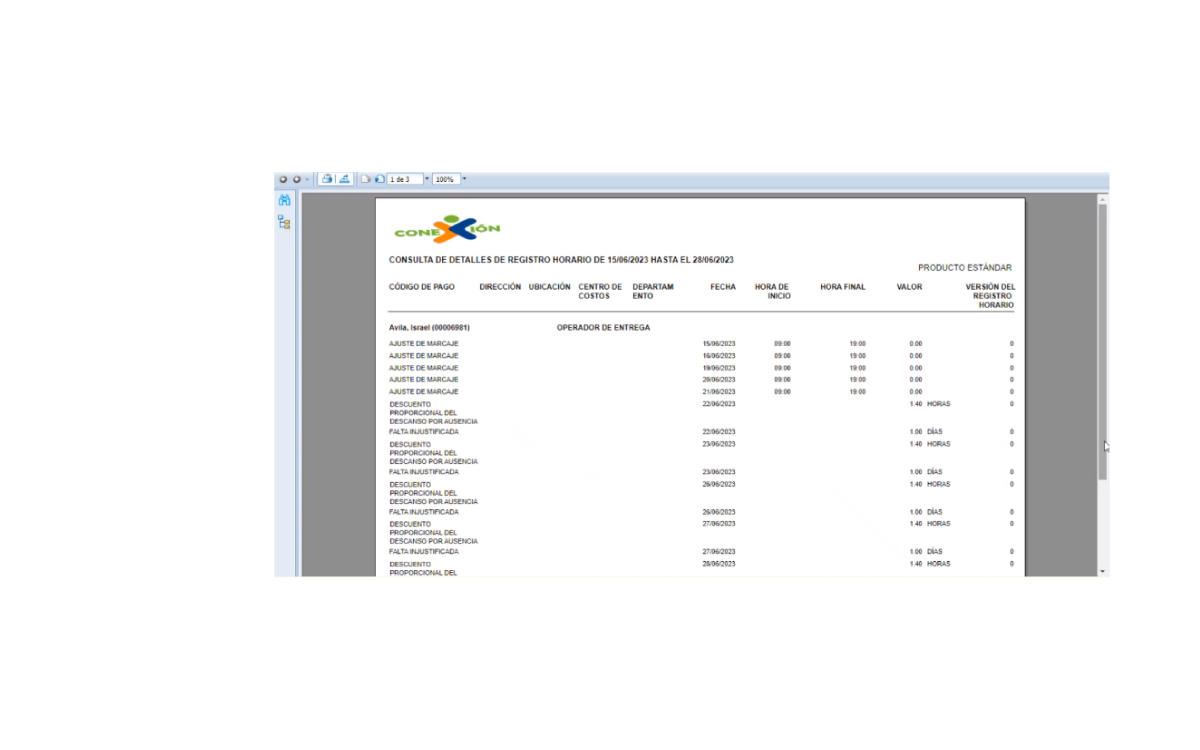 1 de 3 100%
CONEXIÓN
CONSULTA DE DETALLES DE REGISTRO HORARIO DE 15/06/2023 HASTA EL 28/06/2023
PRODUCTO ESTÁNDAR
CÓDIGO DE PAGO DIRECCIÓN UBICACIÓN CENTRO DE DEPARTAM FECHA HORA DE HORA FINAL VALOR VERSIÓN DEL
COSTOS ENTO INICIO REGISTRO
HORARIO
Avila, Israel (00006981) OPERADOR DE ENTREGA
AJUSTE DE MARCAJE 15/06/2023 09:00 19:00 0.00 0
AJUSTE DE MARCAJE 16/06/2023 09:00 19:00 0.00 0
AJUSTE DE MARCAJE 19/06/2023 09:00 19:00 0.00 0
AJUSTE DE MARCAJE 20/06/2023 09:00 19:00 0.00 0
AJUSTE DE MARCAJE 21/06/2023 09:00 19:00 0.00 0
DESCUENTO 22/06/2023 1.40 HORAS 0
PROPORCIONAL DEL
DESCANSO POR AUSENCIA
FALTA INJUSTIFICADA 22/06/2023 1.00 DÍAS 0
DESCUENTO 23/06/2023 1.40 HORAS 0
PROPORCIONAL DEL
DESCANSO POR AUSENCIA
FALTA INJUSTIFICADA 23/06/2023 1.00 DÍAS 0
DESCUENTO 26/06/2023 1.40 HORAS 0
PROPORCIONAL DEL
DESCANSO POR AUSENCIA
FALTA INJUSTIFICADA 26/06/2023 1.00 DÍAS 0
DESCUENTO 27/06/2023 1.40 HORAS 0
PROPORCIONAL DEL
DESCANSO POR AUSENCIA
FALTA INJUSTIFICADA 27/06/2023 1.00 DÍAS 0
DESCUENTO 28/06/2023 1.40 HORAS 0
PROPORCIONAL DEL